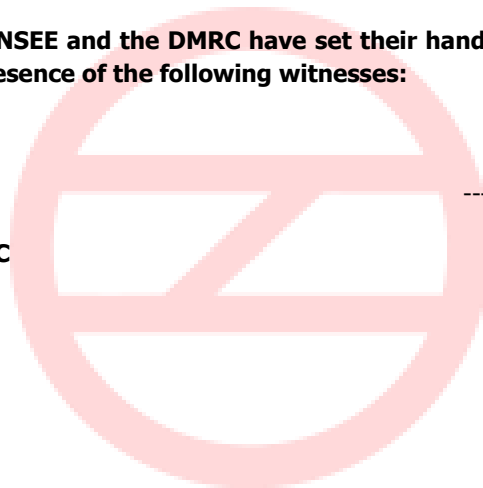 NSEE and the DMRC have set their hand
esence of the following witnesses:
---
C